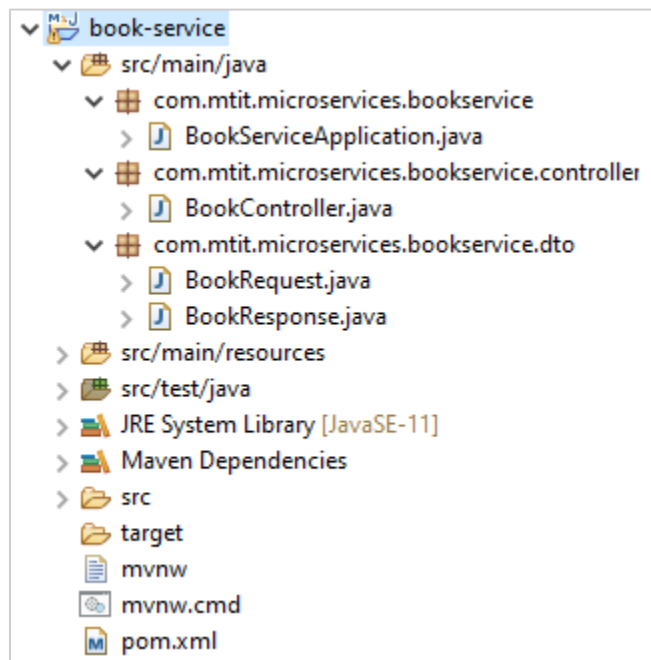 book-service
src/main/java
com.mtit.microservices.bookservice
BookServiceApplication.java
com.mtit.microservices.bookservice.controller
BookController.java
com.mtit.microservices.bookservice.dto
BookRequest.java
BookResponse.java
src/main/resources
src/test/java
JRE System Library [JavaSE-11]
Maven Dependencies
src
target
mvnw
mvnw.cmd
pom.xml